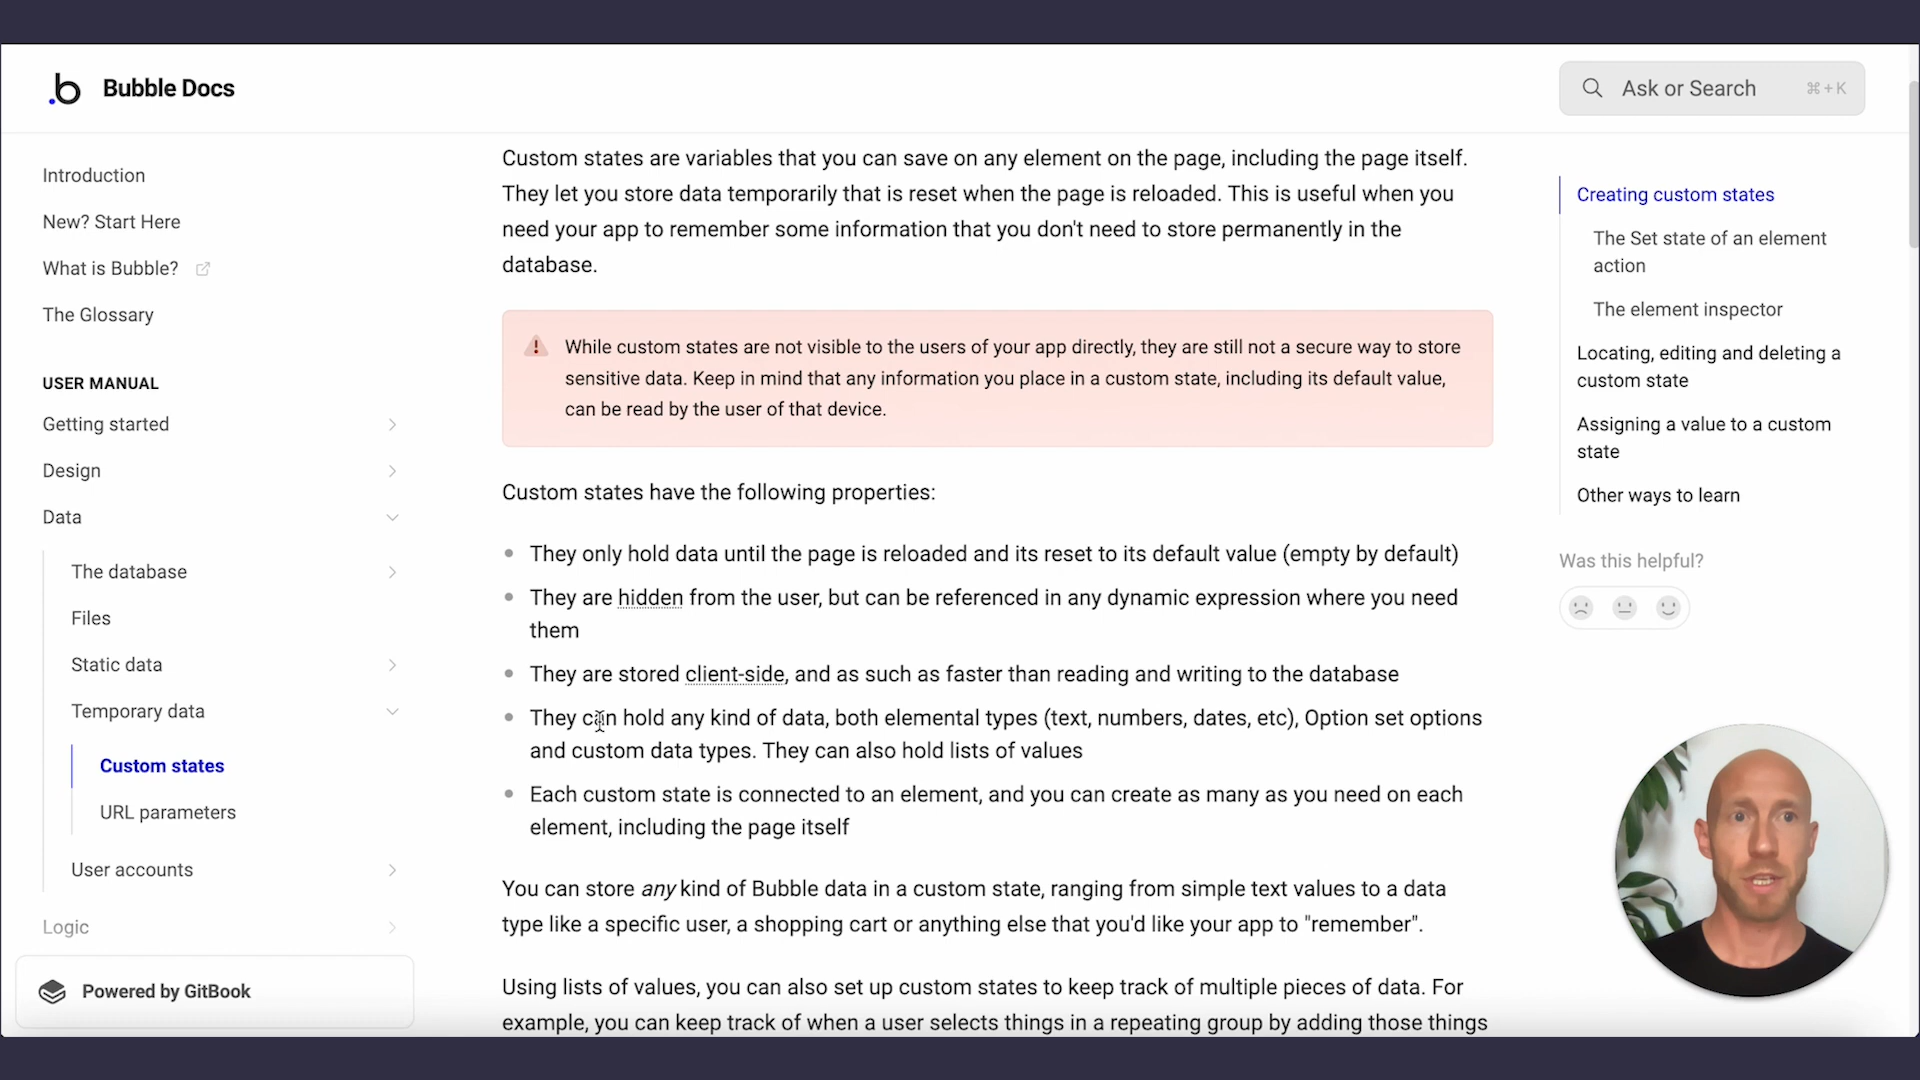 .b Bubble Docs
Ask or Search ⌘+K
Introduction
New? Start Here
What is Bubble?
The Glossary
USER MANUAL
Getting started
Design
Data
The database
Files
Static data
Temporary data
Custom states
URL parameters
User accounts
Logic
Powered by GitBook
Custom states are variables that you can save on any element on the page, including the page itself.
They let you store data temporarily that is reset when the page is reloaded. This is useful when you
need your app to remember some information that you don't need to store permanently in the
database.
While custom states are not visible to the users of your app directly, they are still not a secure way to store
sensitive data. Keep in mind that any information you place in a custom state, including its default value,
can be read by the user of that device.
Custom states have the following properties:
They only hold data until the page is reloaded and its reset to its default value (empty by default)
They are hidden from the user, but can be referenced in any dynamic expression where you need
them
They are stored client-side, and as such as faster than reading and writing to the database
They can hold any kind of data, both elemental types (text, numbers, dates, etc), Option set options
and custom data types. They can also hold lists of values
Each custom state is connected to an element, and you can create as many as you need on each
element, including the page itself
You can store any kind of Bubble data in a custom state, ranging from simple text values to a data
type like a specific user, a shopping cart or anything else that you'd like your app to "remember".
Using lists of values, you can also set up custom states to keep track of multiple pieces of data. For
example, you can keep track of when a user selects things in a repeating group by adding those things
Creating custom states
The Set state of an element
action
The element inspector
Locating, editing and deleting a
custom state
Assigning a value to a custom
state
Other ways to learn
Was this helpful?